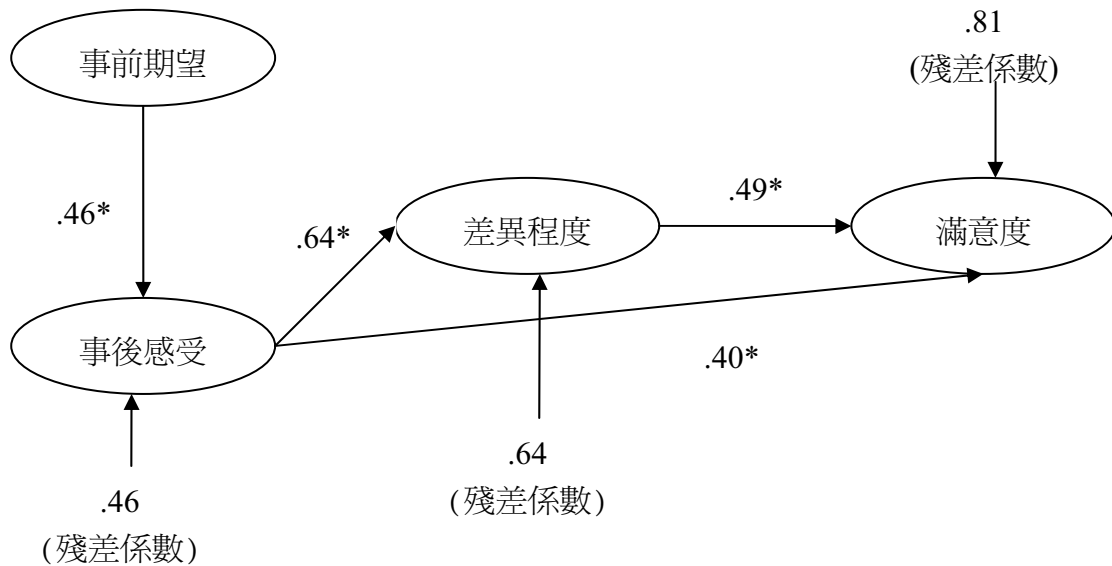 .81
(殘差係數)
事前期望
.46*
.64*
差異程度
.49*
滿意度
事後感受
.40*
.46
(殘差係數)
.64
(殘差係數)